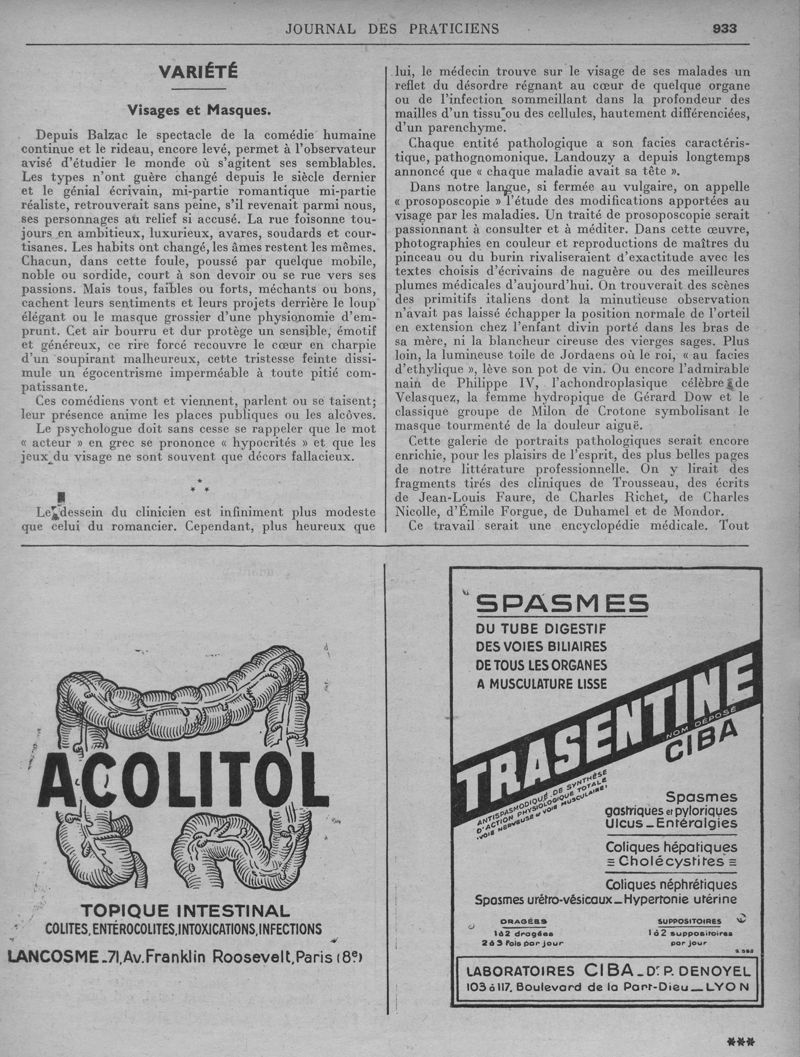 JOURNAL DES PRATICIENS
933
VARIÉTÉ
Visages et Masques.
Depuis Balzac le spectacle de la comédie humaine
continue et le rideau, encore levé, permet à l'observateur
avisé d'étudier le monde où s'agitent ses semblables.
Les types n'ont guère changé depuis le siècle dernier
et le génial écrivain, mi-partie romantique mi-partie
réaliste, retrouverait sans peine, s'il revenait parmi nous,
ses personnages au relief si accusé. La rue foisonne tou-
jours en ambitieux, luxurieux, avares, soudards et cour-
tisanes. Les habits ont changé, les âmes restent les mêmes.
Chacun, dans cette foule, poussé par quelque mobile,
noble ou sordide, court à son devoir ou se rue vers ses
passions. Mais tous, faibles ou forts, méchants ou bons,
cachent leurs sentiments et leurs projets derrière le loup
élégant ou le masque grossier d'une physionomie d'em-
prunt. Cet air bourru et dur protège un sensible, émotif
et généreux, ce rire forcé recouvre le cœur en charpie
d'un soupirant malheureux, cette tristesse feinte dissi-
mule un égocentrisme imperméable à toute pitié com-
patissante.
Ces comédiens vont et viennent, parlent ou se taisent;
leur présence anime les places publiques ou les alcôves.
Le psychologue doit sans cesse se rappeler que le mot
« acteur » en grec se prononce « hypocritès » et que les
jeux du visage ne sont souvent que décors fallacieux.
* * *
Le dessein du clinicien est infiniment plus modeste
que celui du romancier. Cependant, plus heureux que
lui, le médecin trouve sur le visage de ses malades un
reflet du désordre régnant au cœur de quelque organe
ou de l'infection sommeillant dans la profondeur des
mailles d'un tissu ou des cellules, hautement différenciées,
d'un parenchyme.
Chaque entité pathologique a son facies caractéris-
tique, pathognomonique. Landouzy a depuis longtemps
annoncé que « chaque maladie avait sa tête ».
Dans notre langue, si fermée au vulgaire, on appelle
« prosoposcopie » l'étude des modifications apportées au
visage par les maladies. Un traité de prosoposcopie serait
passionnant à consulter et à méditer. Dans cette œuvre,
photographies en couleur et reproductions de maîtres du
pinceau ou du burin rivaliseraient d'exactitude avec les
textes choisis d'écrivains de naguère ou des meilleures
plumes médicales d'aujourd'hui. On trouverait des scènes
des primitifs italiens dont la minutieuse observation
n'avait pas laissé échapper la position normale de l'orteil
en extension chez l'enfant divin porté dans les bras de
sa mère, ni la blancheur cireuse des vierges sages. Plus
loin, la lumineuse toile de Jordaens où le roi, « au facies
d'ethylique », lève son pot de vin. Ou encore l'admirable
nain de Philippe IV, l'achondroplasique célèbre de
Velasquez, la femme hydropique de Gérard Dow et le
classique groupe de Milon de Crotone symbolisant le
masque tourmenté de la douleur aiguë.
Cette galerie de portraits pathologiques serait encore
enrichie, pour les plaisirs de l'esprit, des plus belles pages
de notre littérature professionnelle. On y lirait des
fragments tirés des cliniques de Trousseau, des écrits
de Jean-Louis Faure, de Charles Richet, de Charles
Nicolle, d'Émile Forgue, de Duhamel et de Mondor.
Ce travail serait une encyclopédie médicale. Tout
ACOLITOL
TOPIQUE INTESTINAL
COLITES, ENTÉROCOLITES, INTOXICATIONS, INFECTIONS
LANCOSME_71, Av. Franklin Roosevelt, Paris (8e)
SPASMES
DU TUBE DIGESTIF
DES VOIES BILIAIRES
DE TOUS LES ORGANES
A MUSCULATURE LISSE
TRASENTINE
NOM DÉPOSÉ
CIBA
ANTISPASMODIQUE DE SYNTHÈSE
D'ACTION PHYSIOLOGIQUE TOTALE
(VOIE NERVEUSE & VOIE MUSCULAIRE)
Spasmes
gastriques et pyloriques
Ulcus _ Entéralgies
Coliques hépatiques
= Cholécystites =
Coliques néphrétiques
Spasmes urétro-vésicaux _ Hypertonie utérine
DRAGÉES
1 à 2 dragées
2 à 3 fois par jour
SUPPOSITOIRES
1 à 2 suppositoires
par jour
LABORATOIRES CIBA _ Dr. P. DENOYEL
103 à 117, Boulevard de la Part-Dieu _ LYON
***